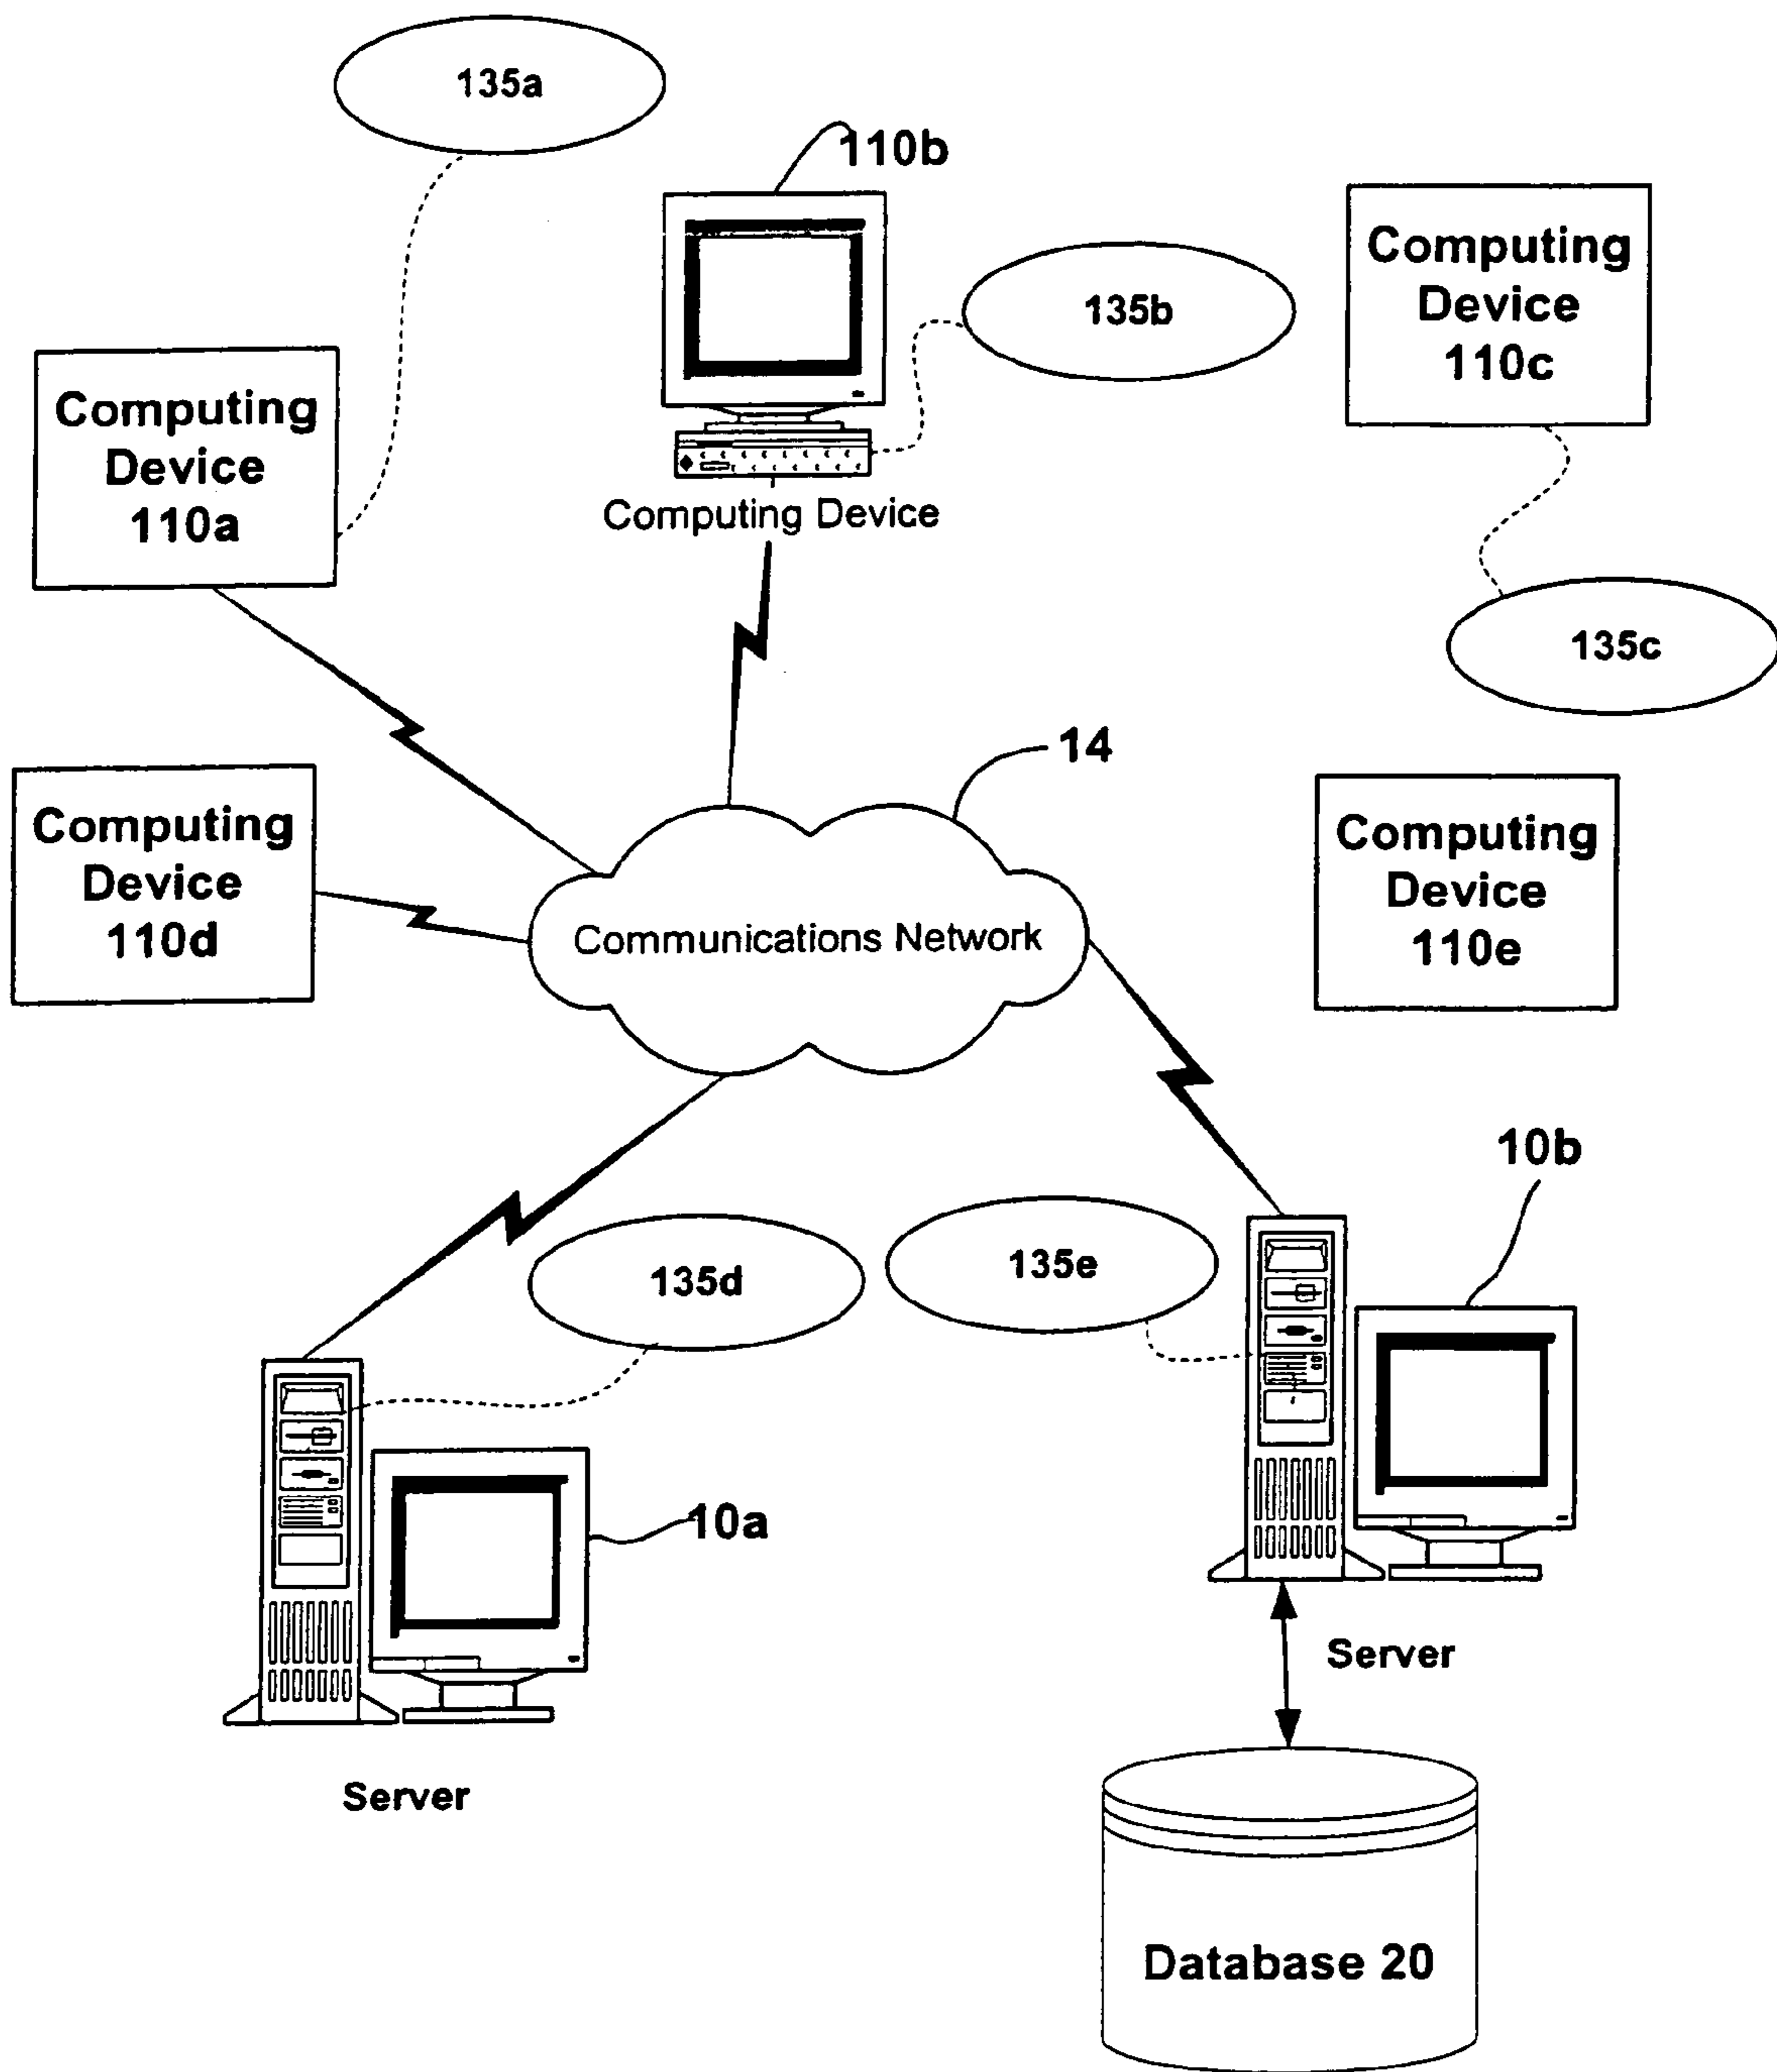 135a
110b
Computing
Device
110c
135b
Computing
Device
110a
Computing Device
135c
14
Computing
Device
110d
Computing
Device
110e
Communications Network
10b
135d
135e
10a
Server
Server
Database 20